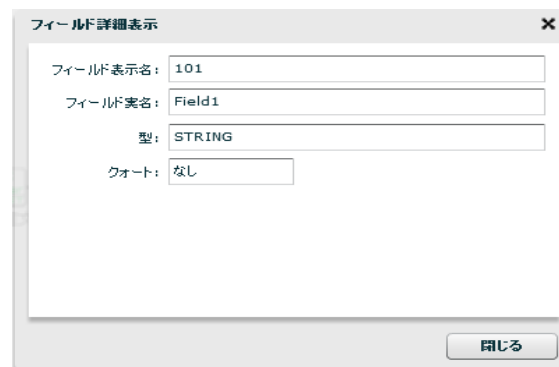 フィールド詳細表示
フィールド表示名: 101
フィールド実名: Field1
型: STRING
クォート: なし
閉じる